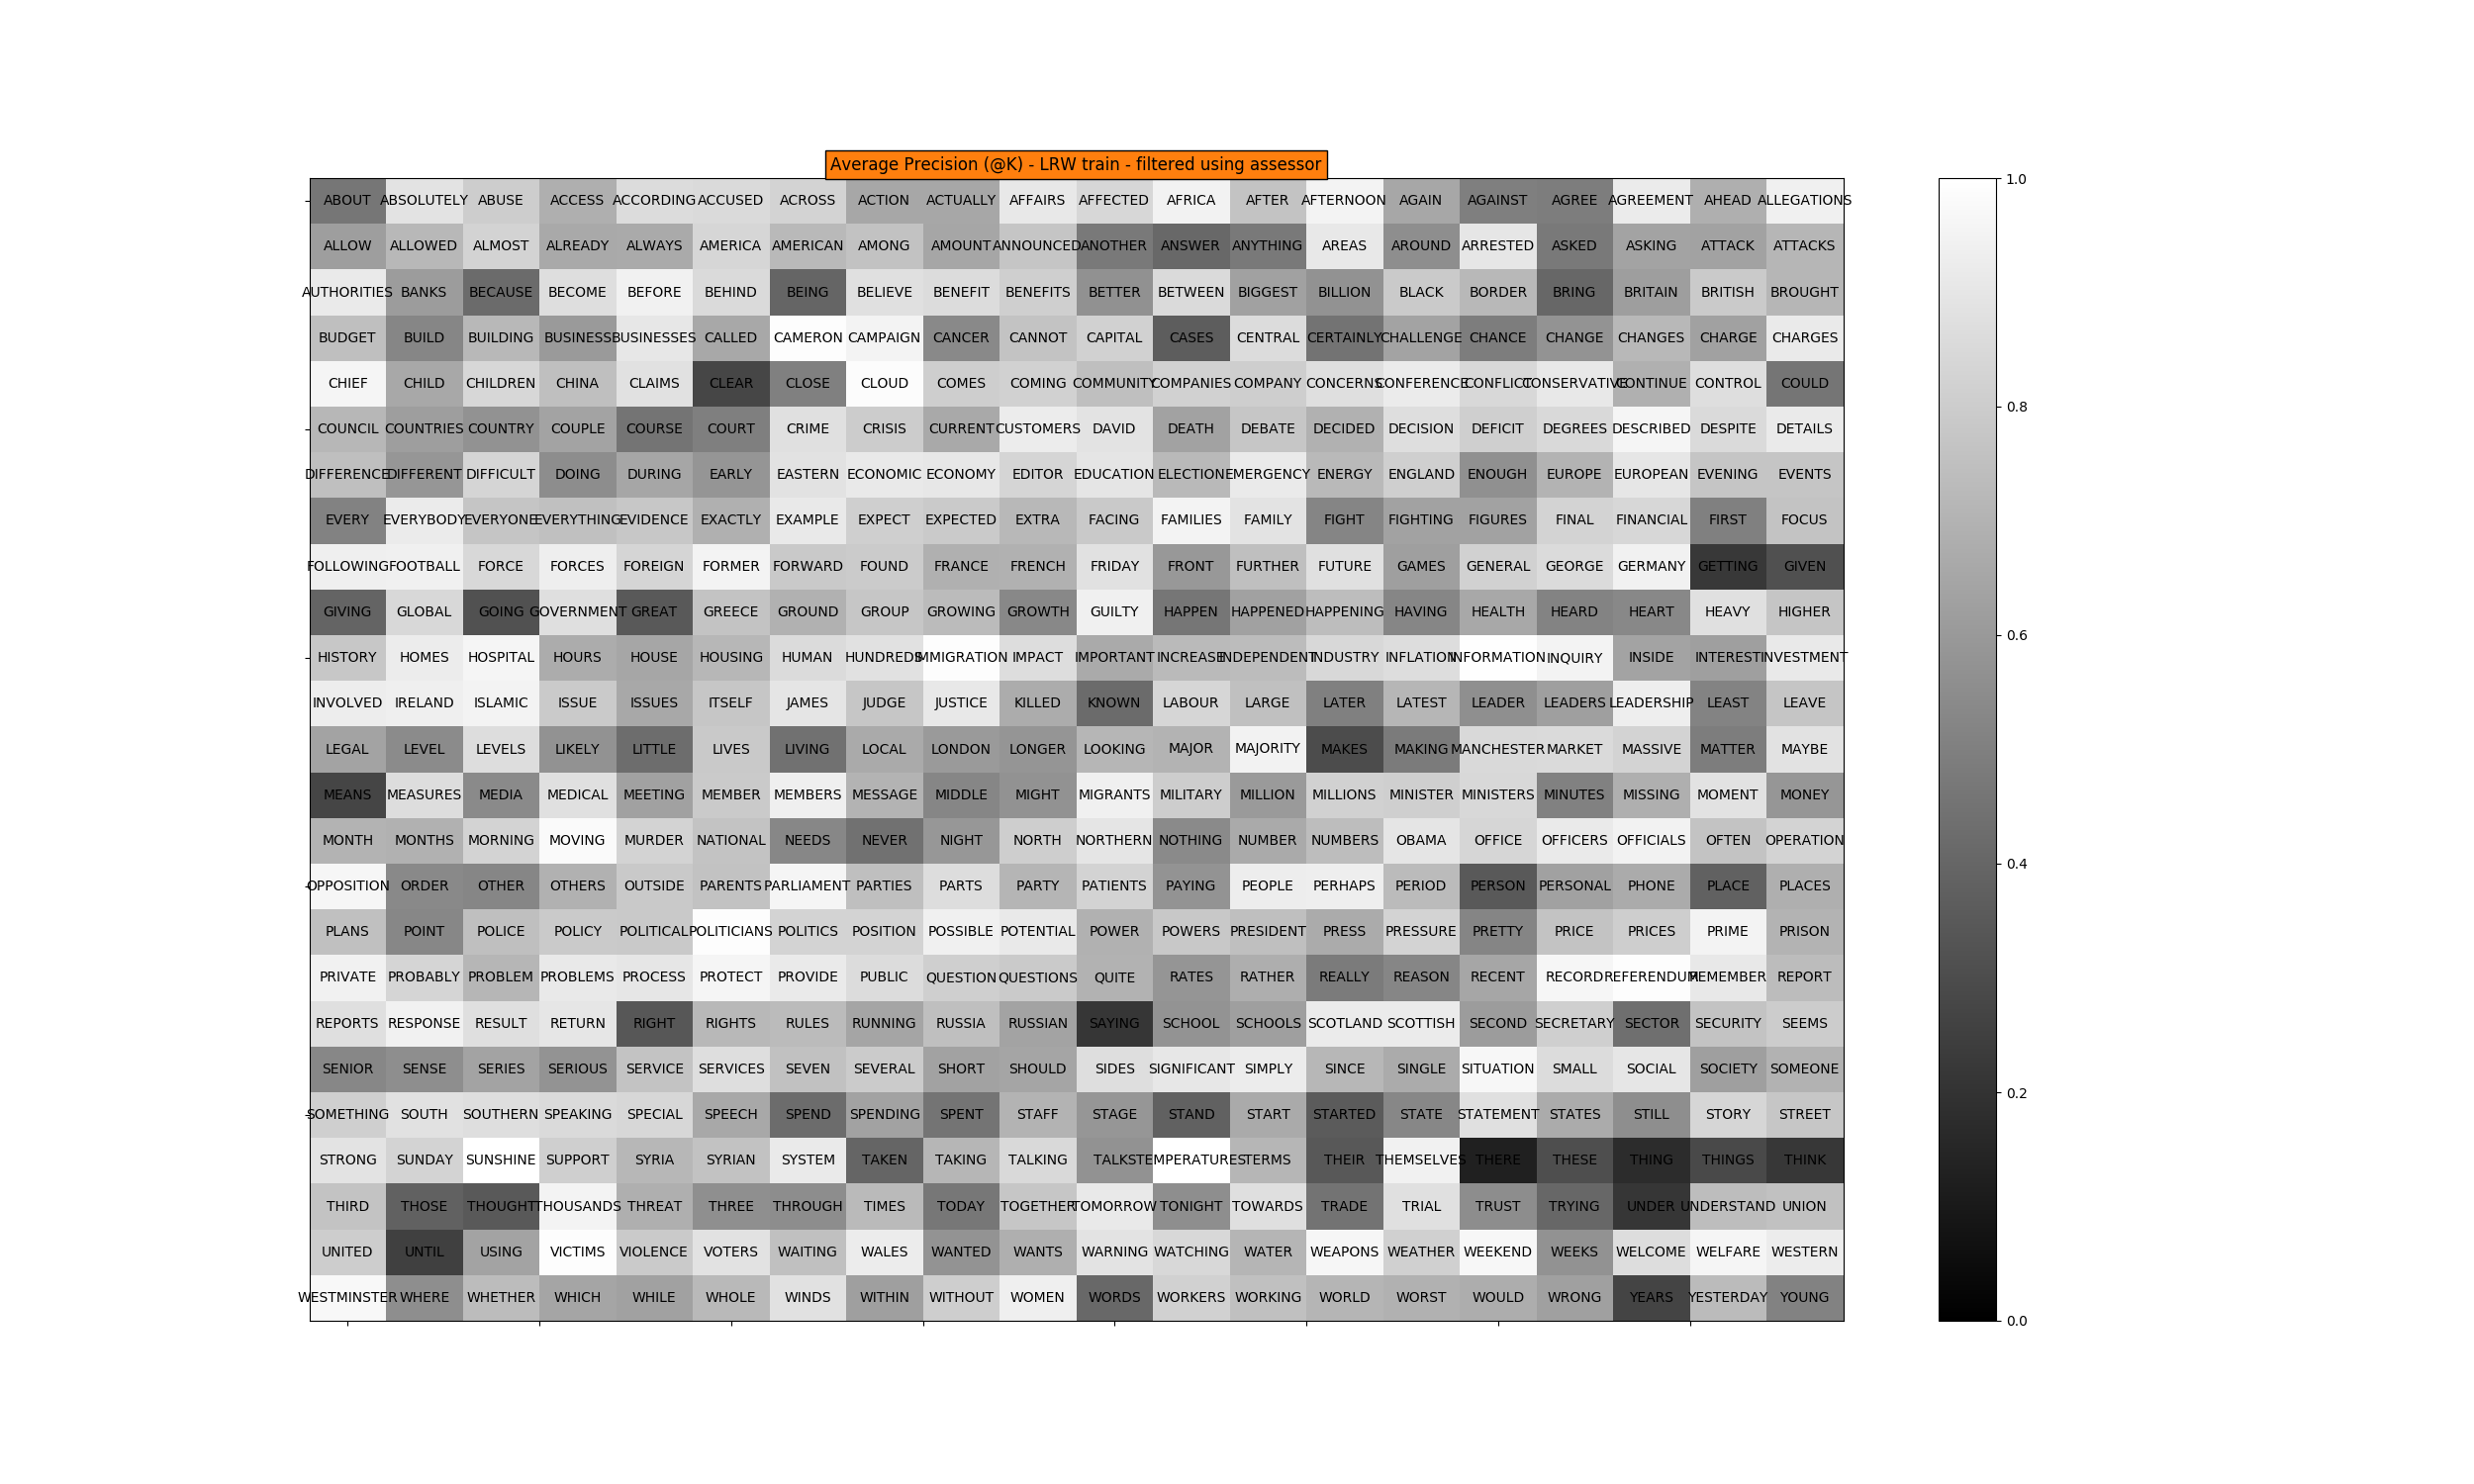 Average Precision (@K) - LRW train - filtered using assessor
ABOUT ABSOLUTELY ABUSE ACCESS ACCORDING ACCUSED ACROSS ACTION ACTUALLY AFFAIRS AFFECTED AFRICA AFTER AFTERNOON AGAIN AGAINST AGREE AGREEMENT AHEAD ALLEGATIONS 1.0
ALLOW ALLOWED ALMOST ALREADY ALWAYS AMERICA AMERICAN AMONG AMOUNT ANNOUNCED ANOTHER ANSWER ANYTHING AREAS AROUND ARRESTED ASKED ASKING ATTACK ATTACKS
AUTHORITIES BANKS BECAUSE BECOME BEFORE BEHIND BEING BELIEVE BENEFIT BENEFITS BETTER BETWEEN BIGGEST BILLION BLACK BORDER BRING BRITAIN BRITISH BROUGHT
BUDGET BUILD BUILDING BUSINESS BUSINESSES CALLED CAMERON CAMPAIGN CANCER CANNOT CAPITAL CASES CENTRAL CERTAINLY CHALLENGE CHANCE CHANGE CHANGES CHARGE CHARGES
CHIEF CHILD CHILDREN CHINA CLAIMS CLEAR CLOSE CLOUD COMES COMING COMMUNITY COMPANIES COMPANY CONCERNS CONFERENCE CONFLICT CONSERVATIVE CONTINUE CONTROL COULD
0.8
COUNCIL COUNTRIES COUNTRY COUPLE COURSE COURT CRIME CRISIS CURRENT CUSTOMERS DAVID DEATH DEBATE DECIDED DECISION DEFICIT DEGREES DESCRIBED DESPITE DETAILS
DIFFERENCE DIFFERENT DIFFICULT DOING DURING EARLY EASTERN ECONOMIC ECONOMY EDITOR EDUCATION ELECTION EMERGENCY ENERGY ENGLAND ENOUGH EUROPE EUROPEAN EVENING EVENTS
EVERY EVERYBODY EVERYONE EVERYTHING EVIDENCE EXACTLY EXAMPLE EXPECT EXPECTED EXTRA FACING FAMILIES FAMILY FIGHT FIGHTING FIGURES FINAL FINANCIAL FIRST FOCUS
FOLLOWING FOOTBALL FORCE FORCES FOREIGN FORMER FORWARD FOUND FRANCE FRENCH FRIDAY FRONT FURTHER FUTURE GAMES GENERAL GEORGE GERMANY GETTING GIVEN
GIVING GLOBAL GOING GOVERNMENT GREAT GREECE GROUND GROUP GROWING GROWTH GUILTY HAPPEN HAPPENED HAPPENING HAVING HEALTH HEARD HEART HEAVY HIGHER
0.6
HISTORY HOMES HOSPITAL HOURS HOUSE HOUSING HUMAN HUNDREDS IMMIGRATION IMPACT IMPORTANT INCREASE INDEPENDENT INDUSTRY INFLATION INFORMATION INQUIRY INSIDE INTEREST INVESTMENT
INVOLVED IRELAND ISLAMIC ISSUE ISSUES ITSELF JAMES JUDGE JUSTICE KILLED KNOWN LABOUR LARGE LATER LATEST LEADER LEADERS LEADERSHIP LEAST LEAVE
LEGAL LEVEL LEVELS LIKELY LITTLE LIVES LIVING LOCAL LONDON LONGER LOOKING MAJOR MAJORITY MAKES MAKING MANCHESTER MARKET MASSIVE MATTER MAYBE
MEANS MEASURES MEDIA MEDICAL MEETING MEMBER MEMBERS MESSAGE MIDDLE MIGHT MIGRANTS MILITARY MILLION MILLIONS MINISTER MINISTERS MINUTES MISSING MOMENT MONEY
MONTH MONTHS MORNING MOVING MURDER NATIONAL NEEDS NEVER NIGHT NORTH NORTHERN NOTHING NUMBER NUMBERS OBAMA OFFICE OFFICERS OFFICIALS OFTEN OPERATION
0.4
OPPOSITION ORDER OTHER OTHERS OUTSIDE PARENTS PARLIAMENT PARTIES PARTS PARTY PATIENTS PAYING PEOPLE PERHAPS PERIOD PERSON PERSONAL PHONE PLACE PLACES
PLANS POINT POLICE POLICY POLITICAL POLITICIANS POLITICS POSITION POSSIBLE POTENTIAL POWER POWERS PRESIDENT PRESS PRESSURE PRETTY PRICE PRICES PRIME PRISON
PRIVATE PROBABLY PROBLEM PROBLEMS PROCESS PROTECT PROVIDE PUBLIC QUESTION QUESTIONS QUITE RATES RATHER REALLY REASON RECENT RECORD REFERENDUM REMEMBER REPORT
REPORTS RESPONSE RESULT RETURN RIGHT RIGHTS RULES RUNNING RUSSIA RUSSIAN SAYING SCHOOL SCHOOLS SCOTLAND SCOTTISH SECOND SECRETARY SECTOR SECURITY SEEMS
SENIOR SENSE SERIES SERIOUS SERVICE SERVICES SEVEN SEVERAL SHORT SHOULD SIDES SIGNIFICANT SIMPLY SINCE SINGLE SITUATION SMALL SOCIAL SOCIETY SOMEONE
0.2
SOMETHING SOUTH SOUTHERN SPEAKING SPECIAL SPEECH SPEND SPENDING SPENT STAFF STAGE STAND START STARTED STATE STATEMENT STATES STILL STORY STREET
STRONG SUNDAY SUNSHINE SUPPORT SYRIA SYRIAN SYSTEM TAKEN TAKING TALKING TALKS TEMPERATURES TERMS THEIR THEMSELVES THERE THESE THING THINGS THINK
THIRD THOSE THOUGHT THOUSANDS THREAT THREE THROUGH TIMES TODAY TOGETHER TOMORROW TONIGHT TOWARDS TRADE TRIAL TRUST TRYING UNDER UNDERSTAND UNION
UNITED UNTIL USING VICTIMS VIOLENCE VOTERS WAITING WALES WANTED WANTS WARNING WATCHING WATER WEAPONS WEATHER WEEKEND WEEKS WELCOME WELFARE WESTERN
WESTMINSTER WHERE WHETHER WHICH WHILE WHOLE WINDS WITHIN WITHOUT WOMEN WORDS WORKERS WORKING WORLD WORST WOULD WRONG YEARS YESTERDAY YOUNG
0.0